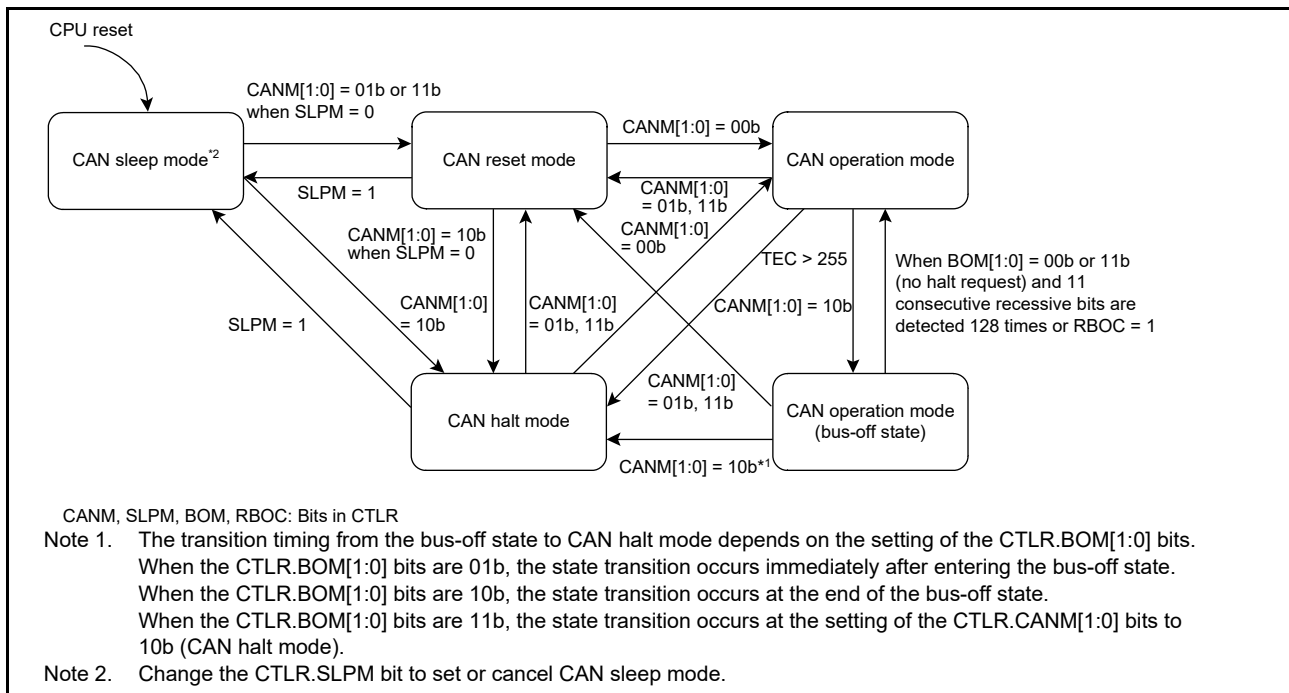 CPU reset
CANM[1:0] = 01b or 11b
when SLPM = 0
CAN sleep mode*2
CAN reset mode
CANM[1:0] = 00b
CAN operation mode
SLPM = 1
CANM[1:0]
= 01b, 11b
CANM[1:0] = 10b
when SLPM = 0
CANM[1:0]
= 00b
TEC > 255
When BOM[1:0] = 00b or 11b
(no halt request) and 11
consecutive recessive bits are
detected 128 times or RBOC = 1
SLPM = 1
CANM[1:0]
= 10b
CANM[1:0]
= 01b, 11b
CANM[1:0] = 10b
CAN halt mode
CANM[1:0]
= 01b, 11b
CAN operation mode
(bus-off state)
CANM[1:0] = 10b*1
CANM, SLPM, BOM, RBOC: Bits in CTLR
Note 1. The transition timing from the bus-off state to CAN halt mode depends on the setting of the CTLR.BOM[1:0] bits.
When the CTLR.BOM[1:0] bits are 01b, the state transition occurs immediately after entering the bus-off state.
When the CTLR.BOM[1:0] bits are 10b, the state transition occurs at the end of the bus-off state.
When the CTLR.BOM[1:0] bits are 11b, the state transition occurs at the setting of the CTLR.CANM[1:0] bits to
10b (CAN halt mode).
Note 2. Change the CTLR.SLPM bit to set or cancel CAN sleep mode.